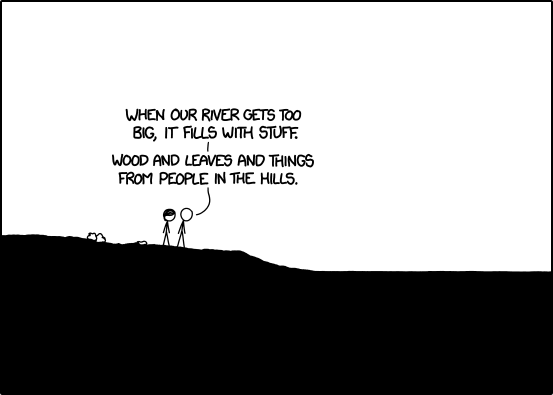 WHEN OUR RIVER GETS TOO
BIG, IT FILLS WITH STUFF.
WOOD AND LEAVES AND THINGS
FROM PEOPLE IN THE HILLS.